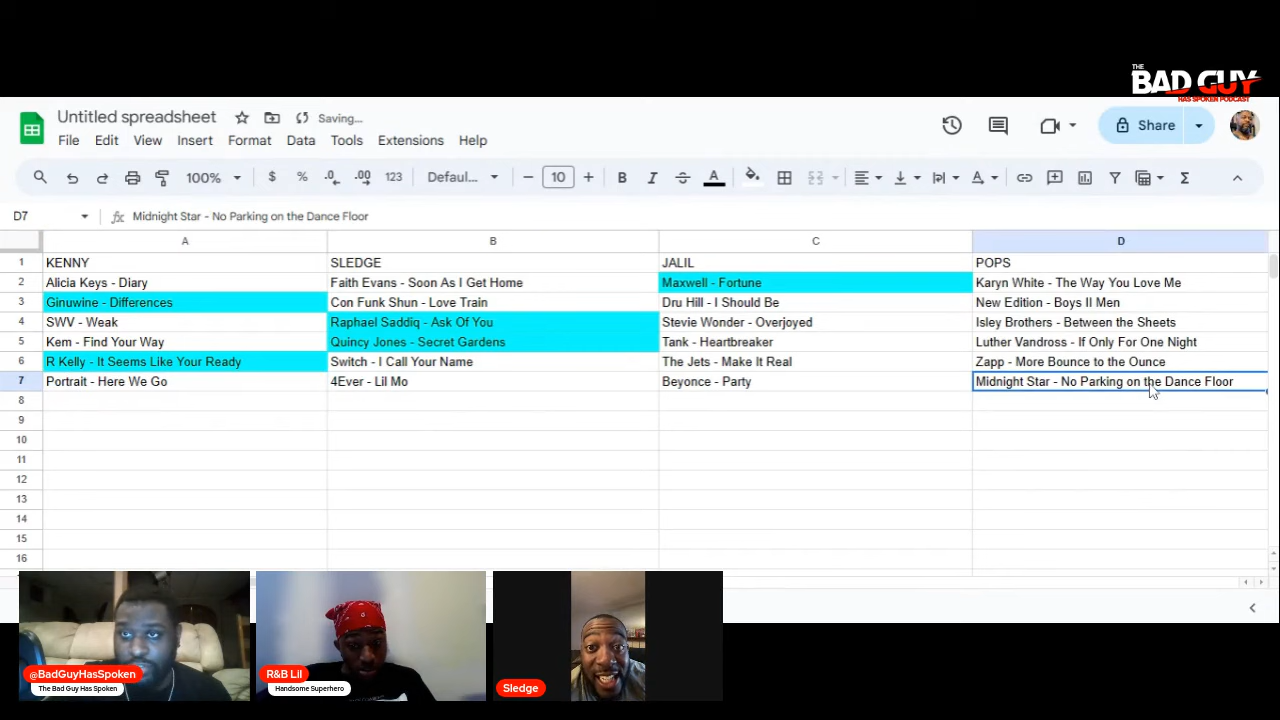 THE
BAD GUY
HAS SPOKEN PODCAST
Untitled spreadsheet
Saving...
File Edit View Insert Format Data Tools Extensions Help
Share
100% $ % .0 .00 123 Defaul... 10 B I A Σ
D7 fx Midnight Star - No Parking on the Dance Floor
A B C D
1 KENNY SLEDGE JALIL POPS
2 Alicia Keys - Diary Faith Evans - Soon As I Get Home Maxwell - Fortune Karyn White - The Way You Love Me
3 Ginuwine - Differences Con Funk Shun - Love Train Dru Hill - I Should Be New Edition - Boys II Men
4 SWV - Weak Raphael Saddiq - Ask Of You Stevie Wonder - Overjoyed Isley Brothers - Between the Sheets
5 Kem - Find Your Way Quincy Jones - Secret Gardens Tank - Heartbreaker Luther Vandross - If Only For One Night
6 R Kelly - It Seems Like Your Ready Switch - I Call Your Name The Jets - Make It Real Zapp - More Bounce to the Ounce
7 Portrait - Here We Go 4Ever - Lil Mo Beyonce - Party Midnight Star - No Parking on the Dance Floor
8
9
10
11
12
13
14
15
16
@BadGuyHasSpoken
The Bad Guy Has Spoken
R&B Lil
Handsome Superhero
Sledge